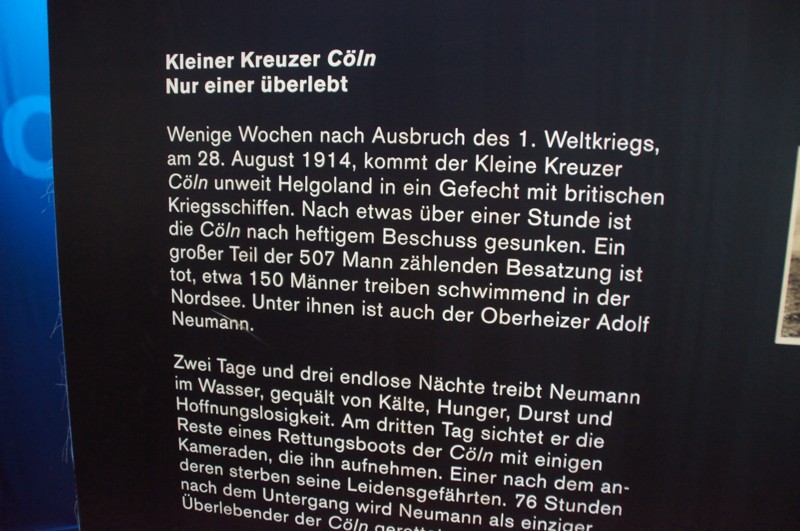 Kleiner Kreuzer Cöln
Nur einer überlebt
Wenige Wochen nach Ausbruch des 1. Weltkriegs,
am 28. August 1914, kommt der Kleine Kreuzer
Cöln unweit Helgoland in ein Gefecht mit britischen
Kriegsschiffen. Nach etwas über einer Stunde ist
die Cöln nach heftigem Beschuss gesunken. Ein
großer Teil der 507 Mann zählenden Besatzung ist
tot, etwa 150 Männer treiben schwimmend in der
Nordsee. Unter ihnen ist auch der Oberheizer Adolf
Neumann.
Zwei Tage und drei endlose Nächte treibt Neumann
im Wasser, gequält von Kälte, Hunger, Durst und
Hoffnungslosigkeit. Am dritten Tag sichtet er die
Reste eines Rettungsboots der Cöln mit einigen
Kameraden, die ihn aufnehmen. Einer nach dem an-
deren sterben seine Leidensgefährten. 76 Stunden
nach dem Untergang wird Neumann als einziger
Überlebender der Cöln